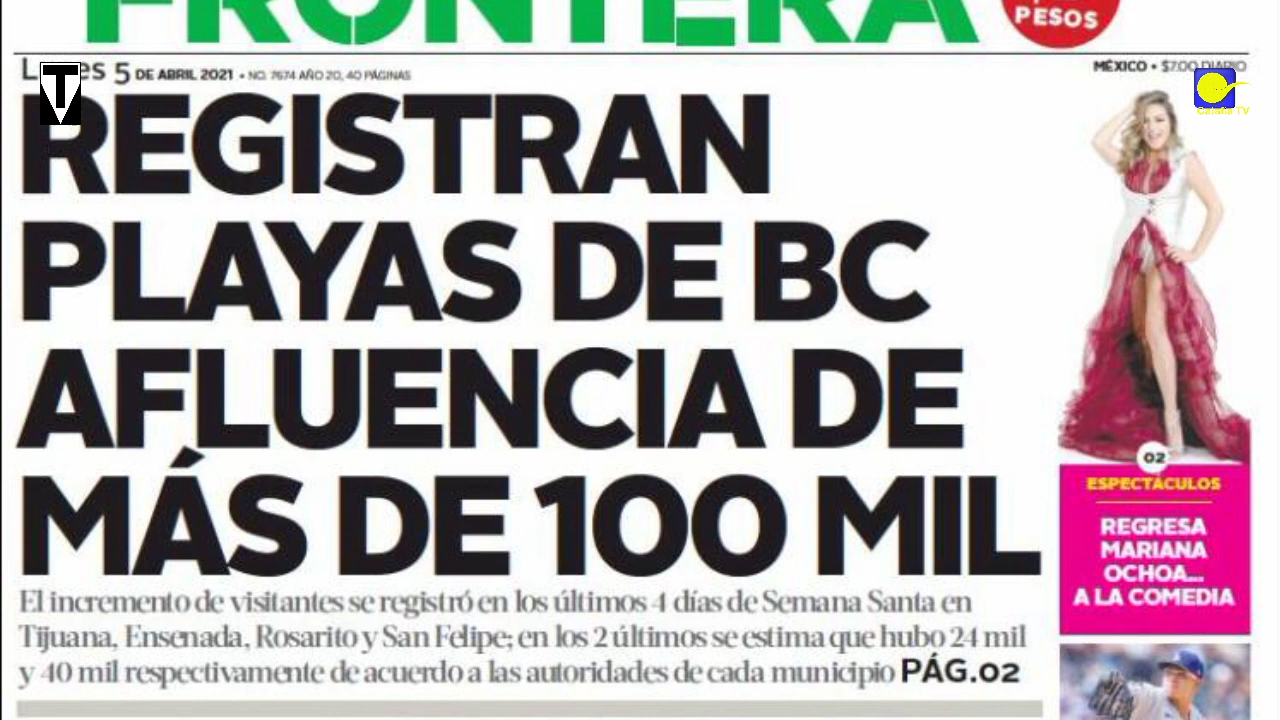 FRONTERA
PESOS
5 DE ABRIL 2021 • NO. 7674 AÑO 20, 40 PÁGINAS
MÉXICO • $7.00 DIARIO
REGISTRAN
PLAYAS DE BC
AFLUENCIA DE
MÁS DE 100 MIL
El incremento de visitantes se registró en los últimos 4 días de Semana Santa en
Tijuana, Ensenada, Rosarito y San Felipe; en los 2 últimos se estima que hubo 24 mil
y 40 mil respectivamente de acuerdo a las autoridades de cada municipio PÁG.02
02
ESPECTÁCULOS
REGRESA
MARIANA
OCHOA...
A LA COMEDIA